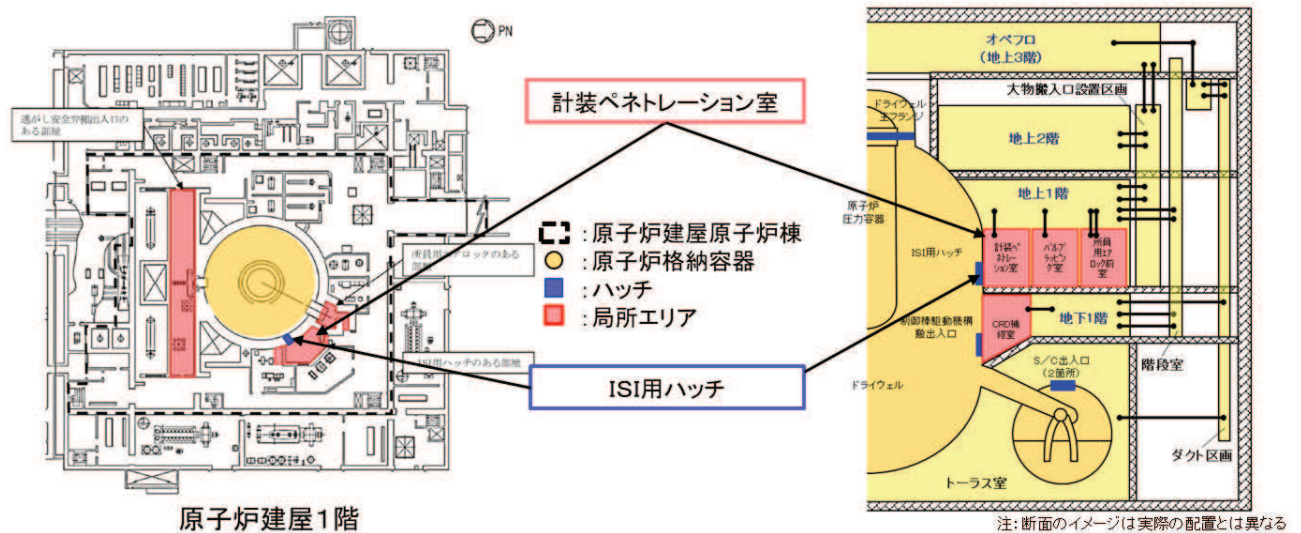 PN
逃がし安全弁搬出入口の
ある部屋
所員用エアロックのある
部屋
ISI用ハッチのある部屋
原子炉建屋1階
計装ペネトレーション室
：原子炉建屋原子炉棟
：原子炉格納容器
：ハッチ
：局所エリア
ISI用ハッチ
オペフロ
(地上3階)
大物搬入口設置区画
ドライウェル
主フランジ
地上2階
地上1階
原子炉
圧力容器
ISI用ハッチ
計装ペ
ネトレー
ション室
バルブ
ラッピン
グ室
所員
用エア
ロック前
室
制御棒駆動機構
搬出入口
CRD補
修室
地下1階
S/C出入口
(2箇所)
階段室
ドライウェル
ダクト区画
トーラス室
注：断面のイメージは実際の配置とは異なる